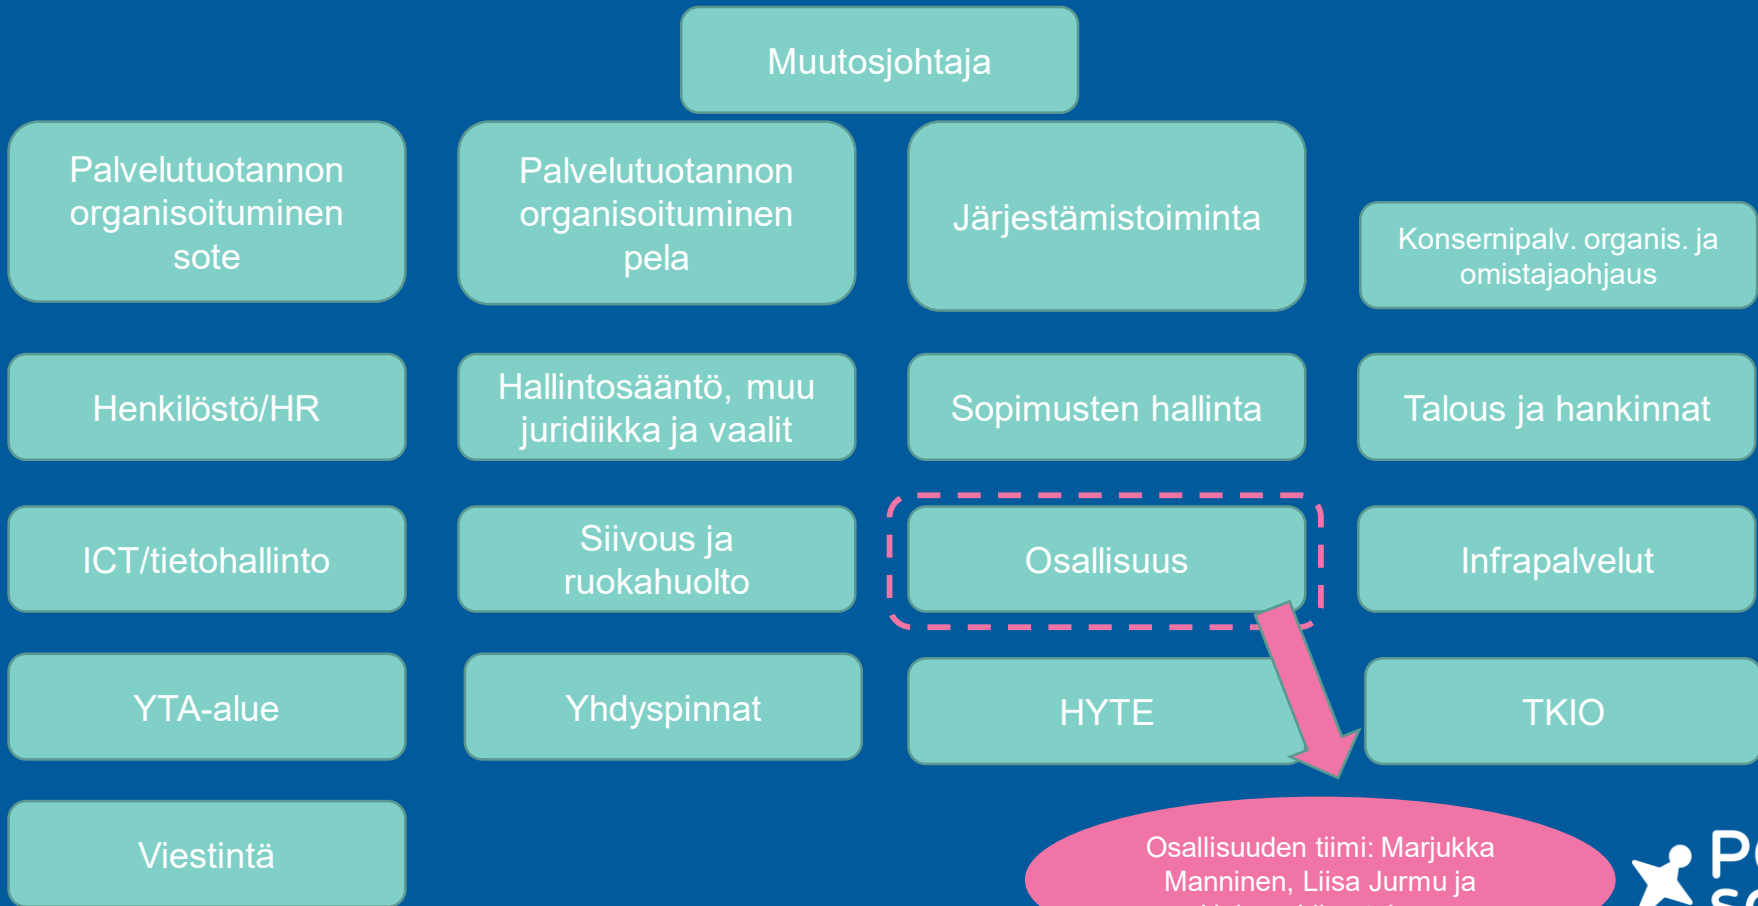 Muutosjohtaja
Palvelutuotannon
organisoituminen
sote
Palvelutuotannon
organisoituminen
pela
Järjestämistoiminta
Konsernipalv. organis. ja
omistajaohjaus
Henkilöstö/HR
Hallintosääntö, muu
juridiikka ja vaalit
Sopimusten hallinta
Talous ja hankinnat
ICT/tietohallinto
Siivous ja
ruokahuolto
Osallisuus
Infrapalvelut
YTA-alue
Yhdyspinnat
HYTE
TKIO
Viestintä
Osallisuuden tiimi: Marjukka
Manninen, Liisa Jurmu ja